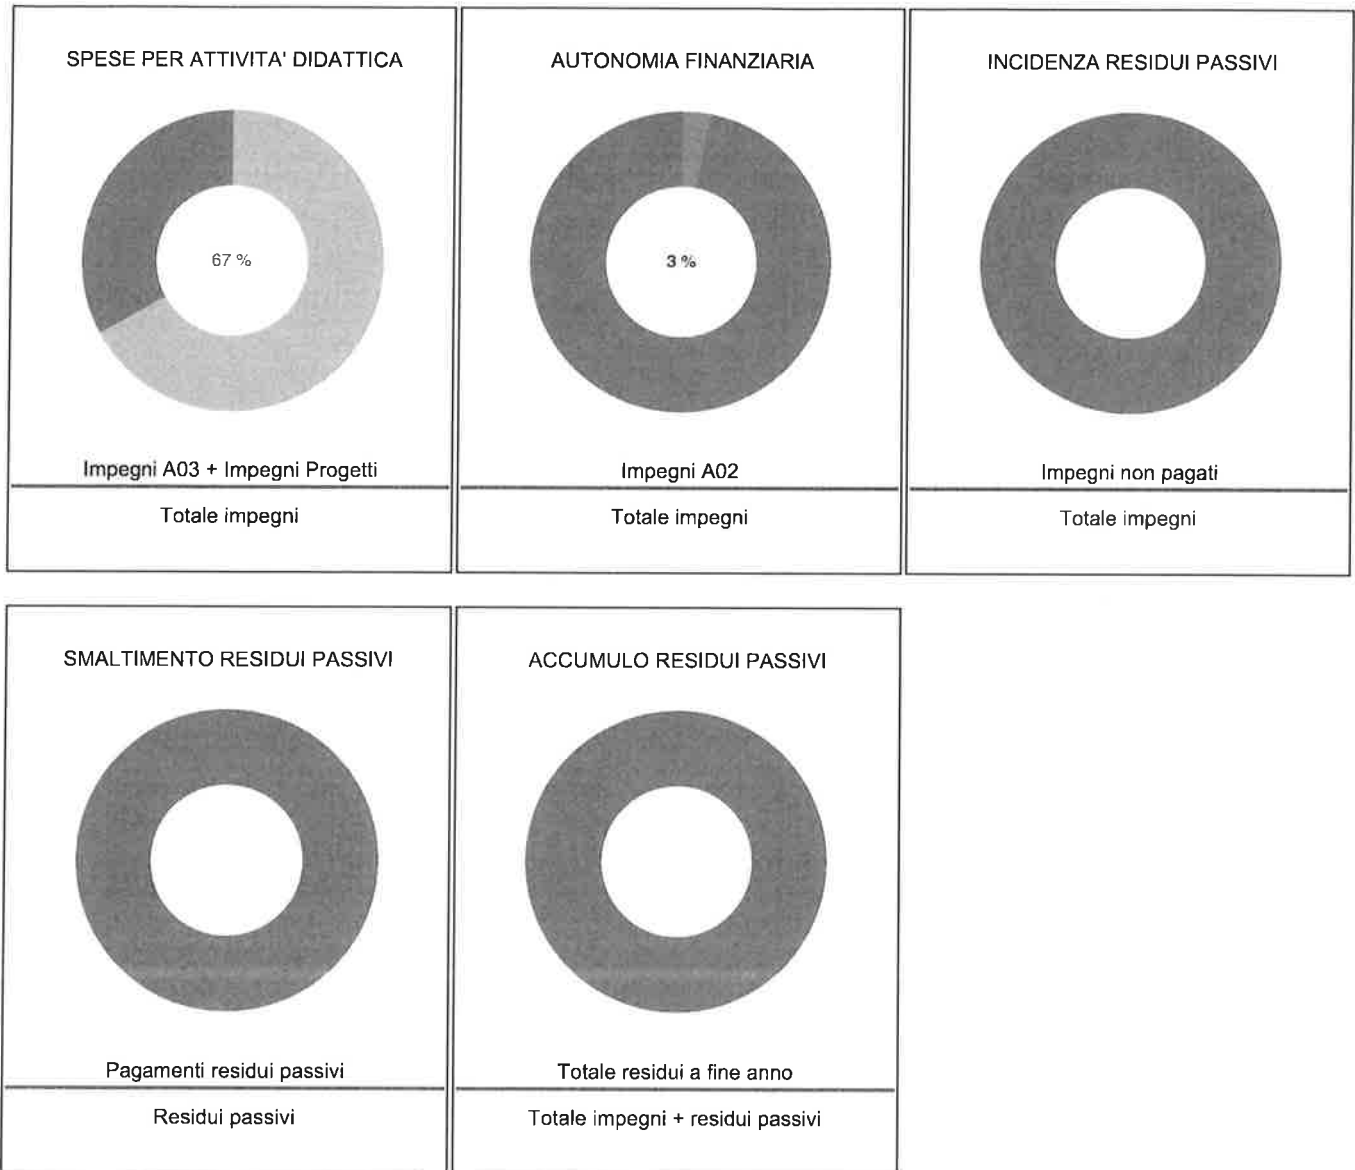 SPESE PER ATTIVITA' DIDATTICA
67 %
Impegni A03 + Impegni Progetti
Totale impegni
AUTONOMIA FINANZIARIA
3 %
Impegni A02
Totale impegni
INCIDENZA RESIDUI PASSIVI
Impegni non pagati
Totale impegni
SMALTIMENTO RESIDUI PASSIVI
Pagamenti residui passivi
Residui passivi
ACCUMULO RESIDUI PASSIVI
Totale residui a fine anno
Totale impegni + residui passivi